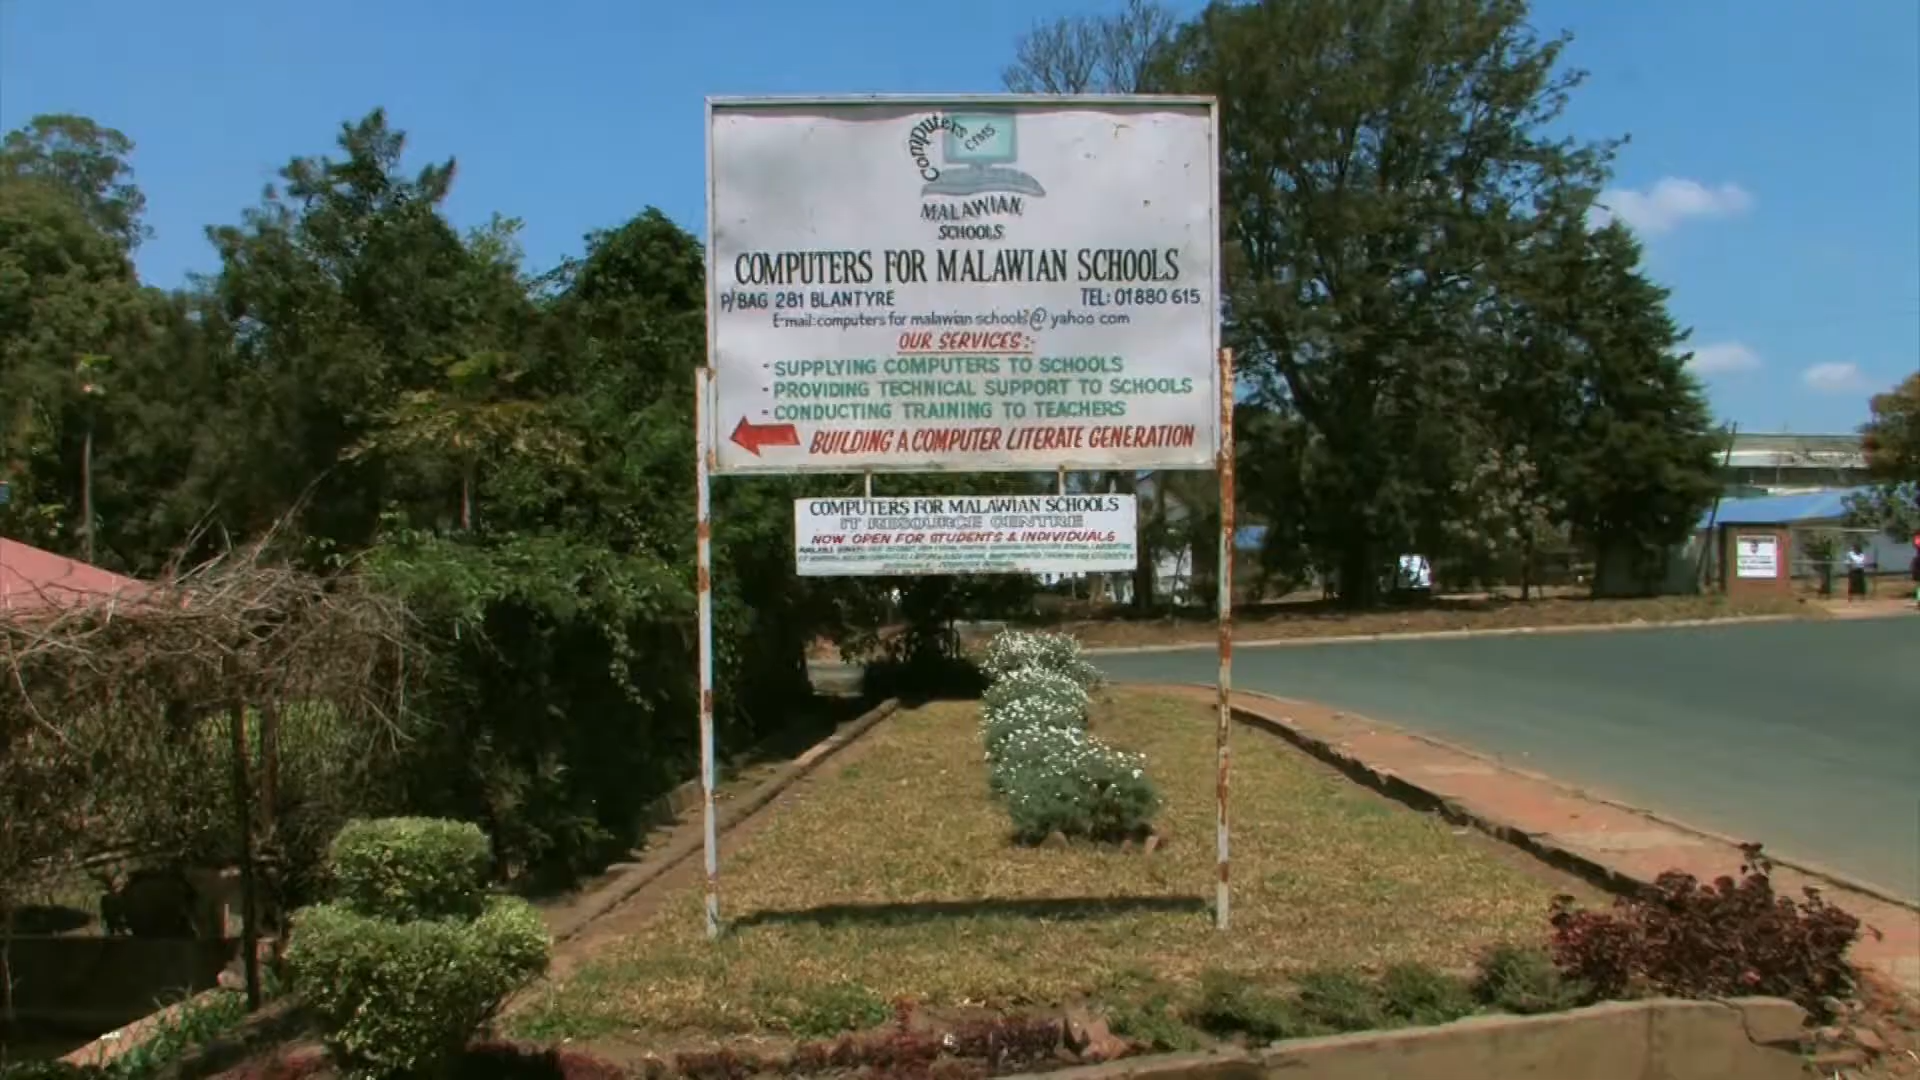 Computers
CfMS
MALAWIAN
SCHOOLS
COMPUTERS FOR MALAWIAN SCHOOLS
P/BAG 281 BLANTYRE TEL: 01880 615
E-mail: computers for malawian schools@yahoo com
OUR SERVICES:-
- SUPPLYING COMPUTERS TO SCHOOLS
- PROVIDING TECHNICAL SUPPORT TO SCHOOLS
- CONDUCTING TRAINING TO TEACHERS
BUILDING A COMPUTER LITERATE GENERATION
COMPUTERS FOR MALAWIAN SCHOOLS
IT RESOURCE CENTRE
NOW OPEN FOR STUDENTS & INDIVIDUALS